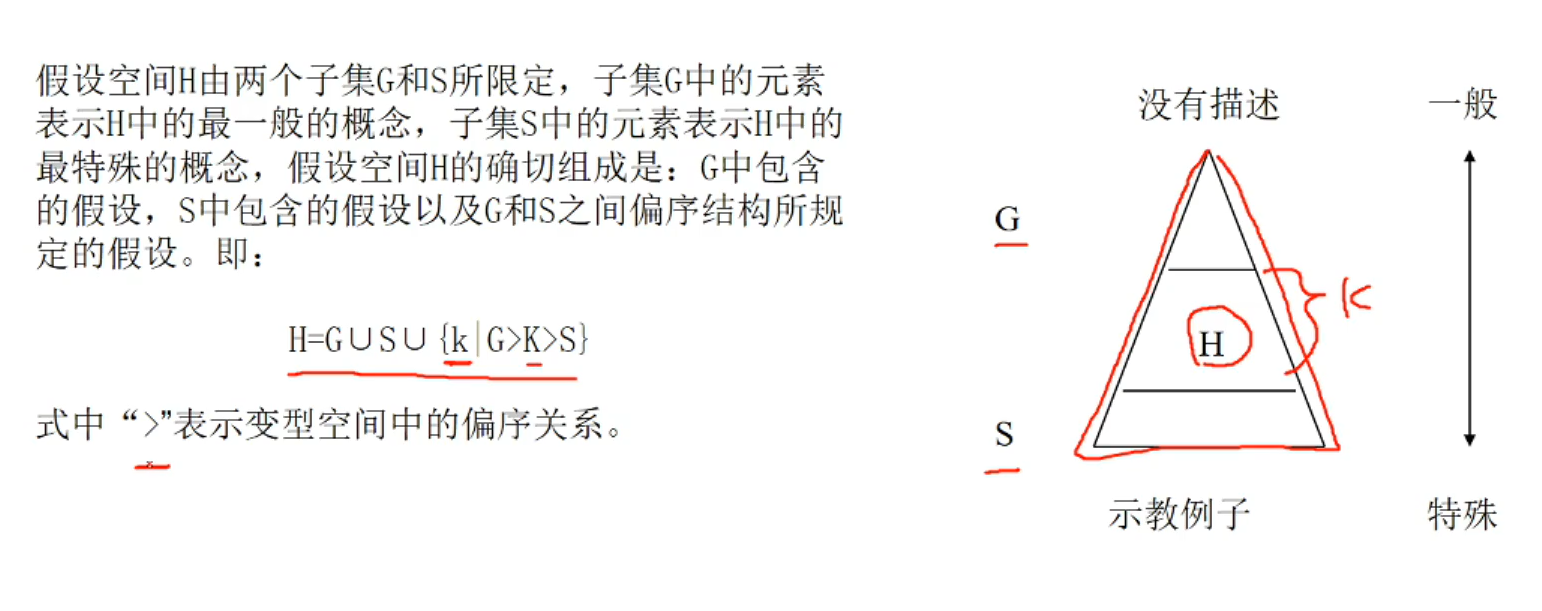 假设空间H由两个子集G和S所限定，子集G中的元素
表示H中的最一般的概念，子集S中的元素表示H中的
最特殊的概念，假设空间H的确切组成是：G中包含
的假设，S中包含的假设以及G和S之间偏序结构所规
定的假设。即：
H=G∪S∪{k|G>K>S}
式中“>”表示变型空间中的偏序关系。
没有描述
一般
G
K
H
S
示教例子
特殊